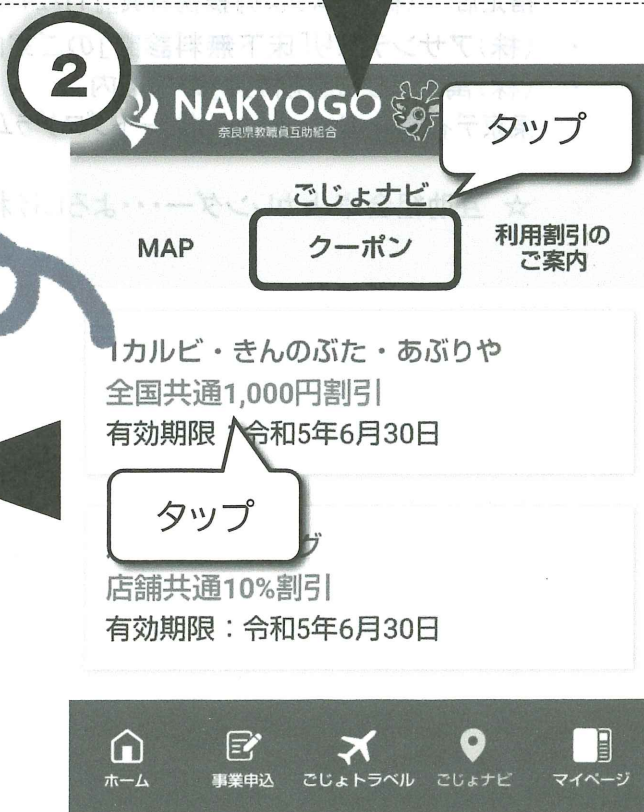 2
NAKYOGO
奈良県教職員互助組合
タップ
ごじょナビ
MAP
クーポン
利用割引の
ご案内
1カルビ・きんのぶた・あぶりや
全国共通1,000円割引
有効期限：令和5年6月30日
タップ
グ
店舗共通10%割引
有効期限：令和5年6月30日
ホーム
事業申込
ごじょトラベル
ごじょナビ
マイページ